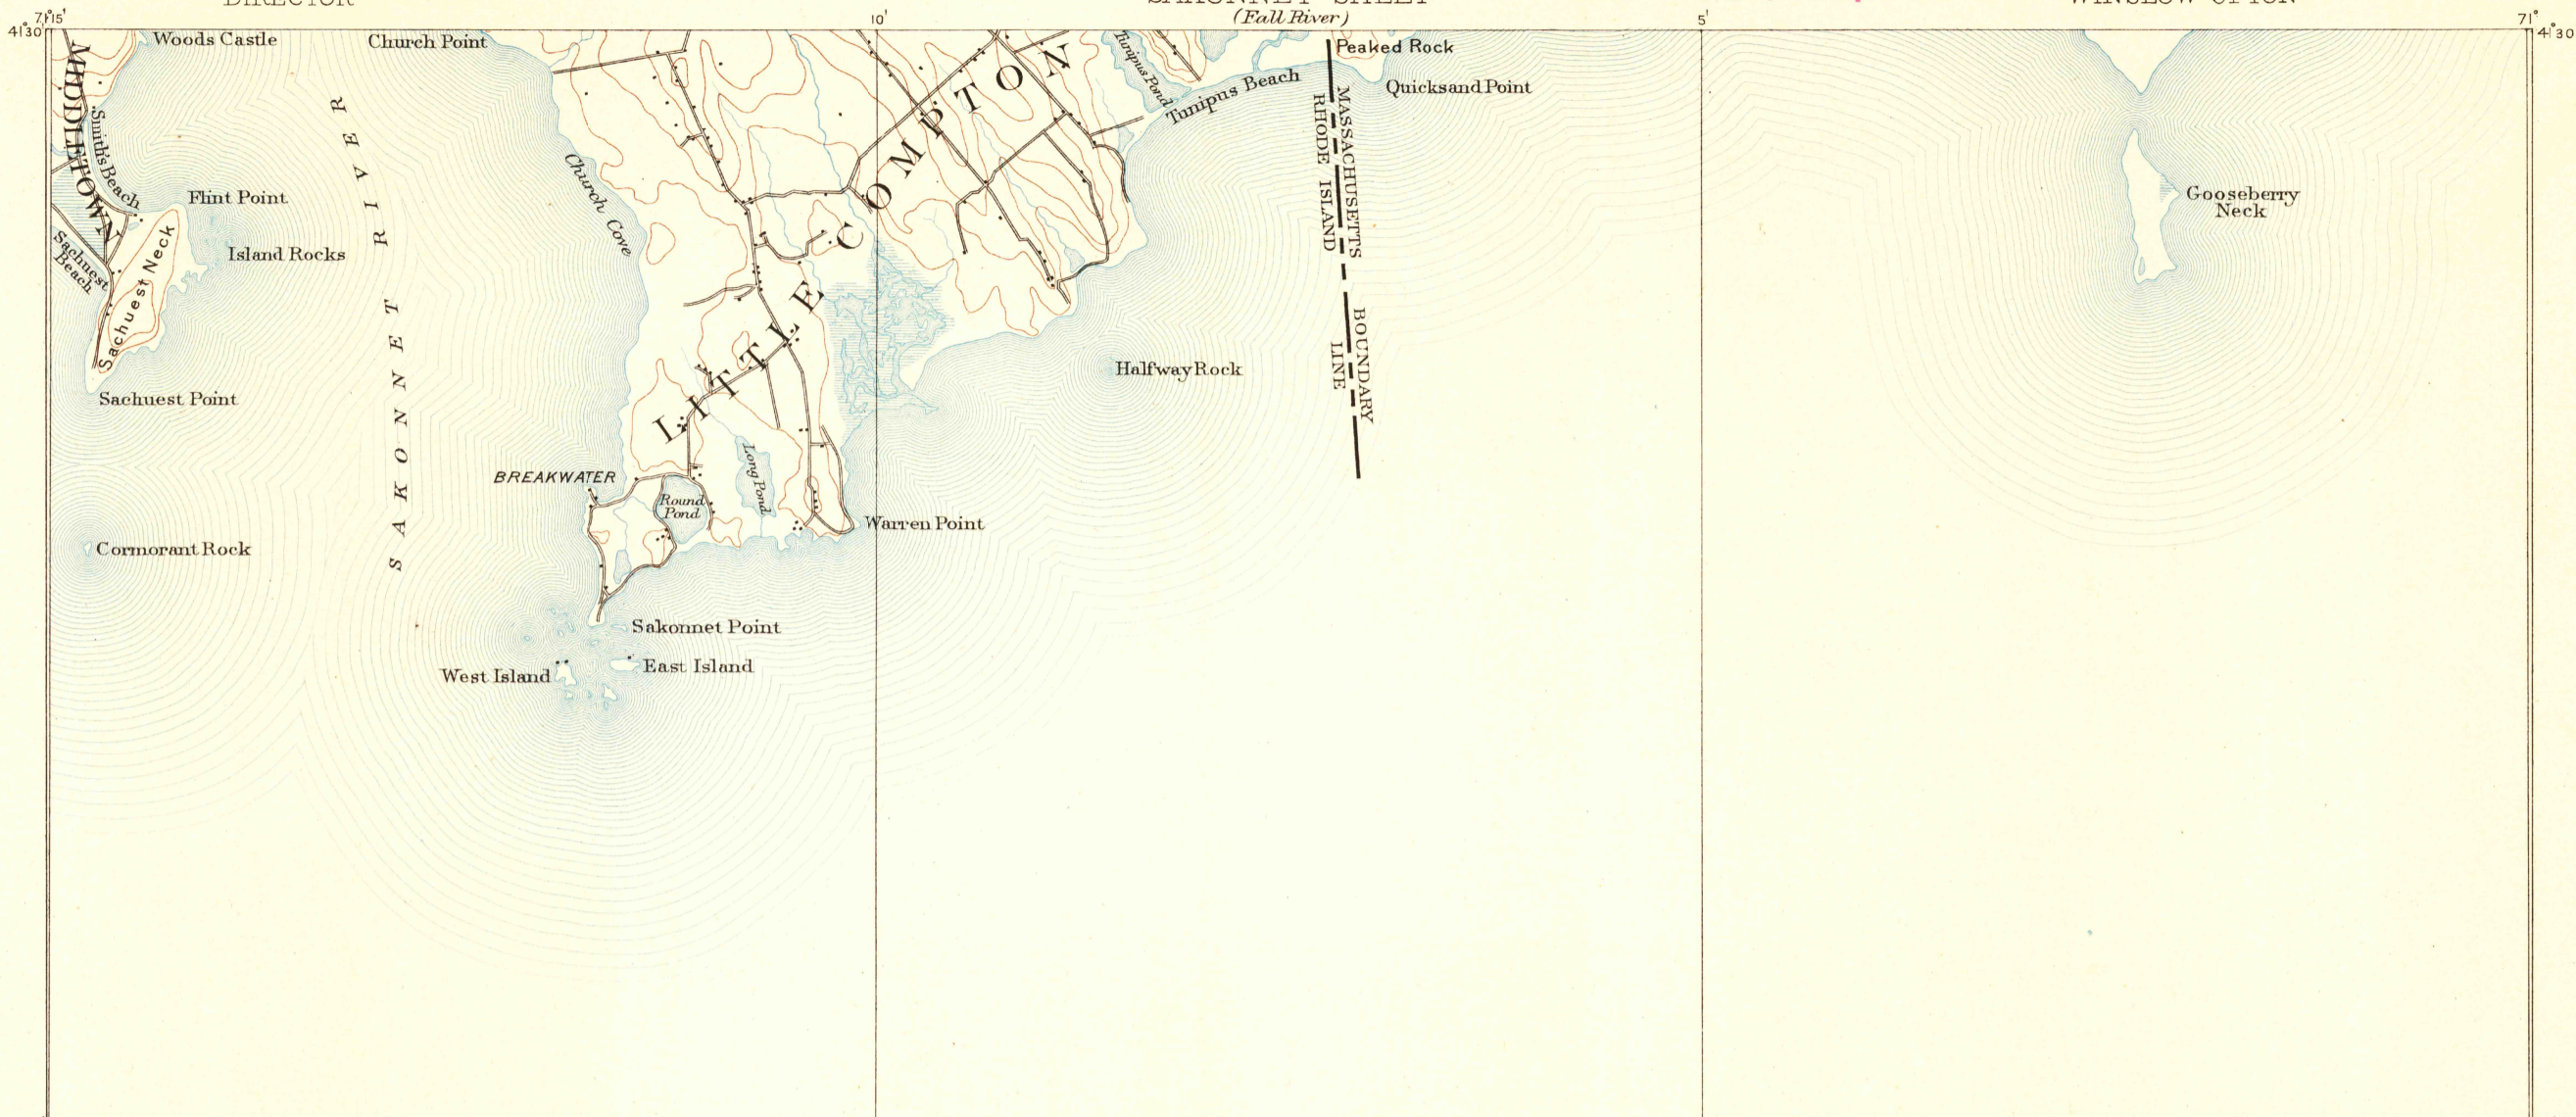 (Fall River)
71°15'
10'
5'
71°
41°30'
41°30
Woods Castle
Church Point
Peaked Rock
Quicksand Point
MIDDLETOWN
Smith's Beach
Flint Point
Island Rocks
Sachuest
Beach
Sachuest Neck
Sachuest Point
Cormorant Rock
SAKONNET RIVER
Church Cove
LITTLE COMPTON
Tunipus Pond
Tunipus Beach
MASSACHUSETTS
RHODE ISLAND
BOUNDARY
LINE
Gooseberry
Neck
Halfway Rock
BREAKWATER
Round
Pond
Long Pond
Warren Point
Sakonnet Point
West Island
East Island